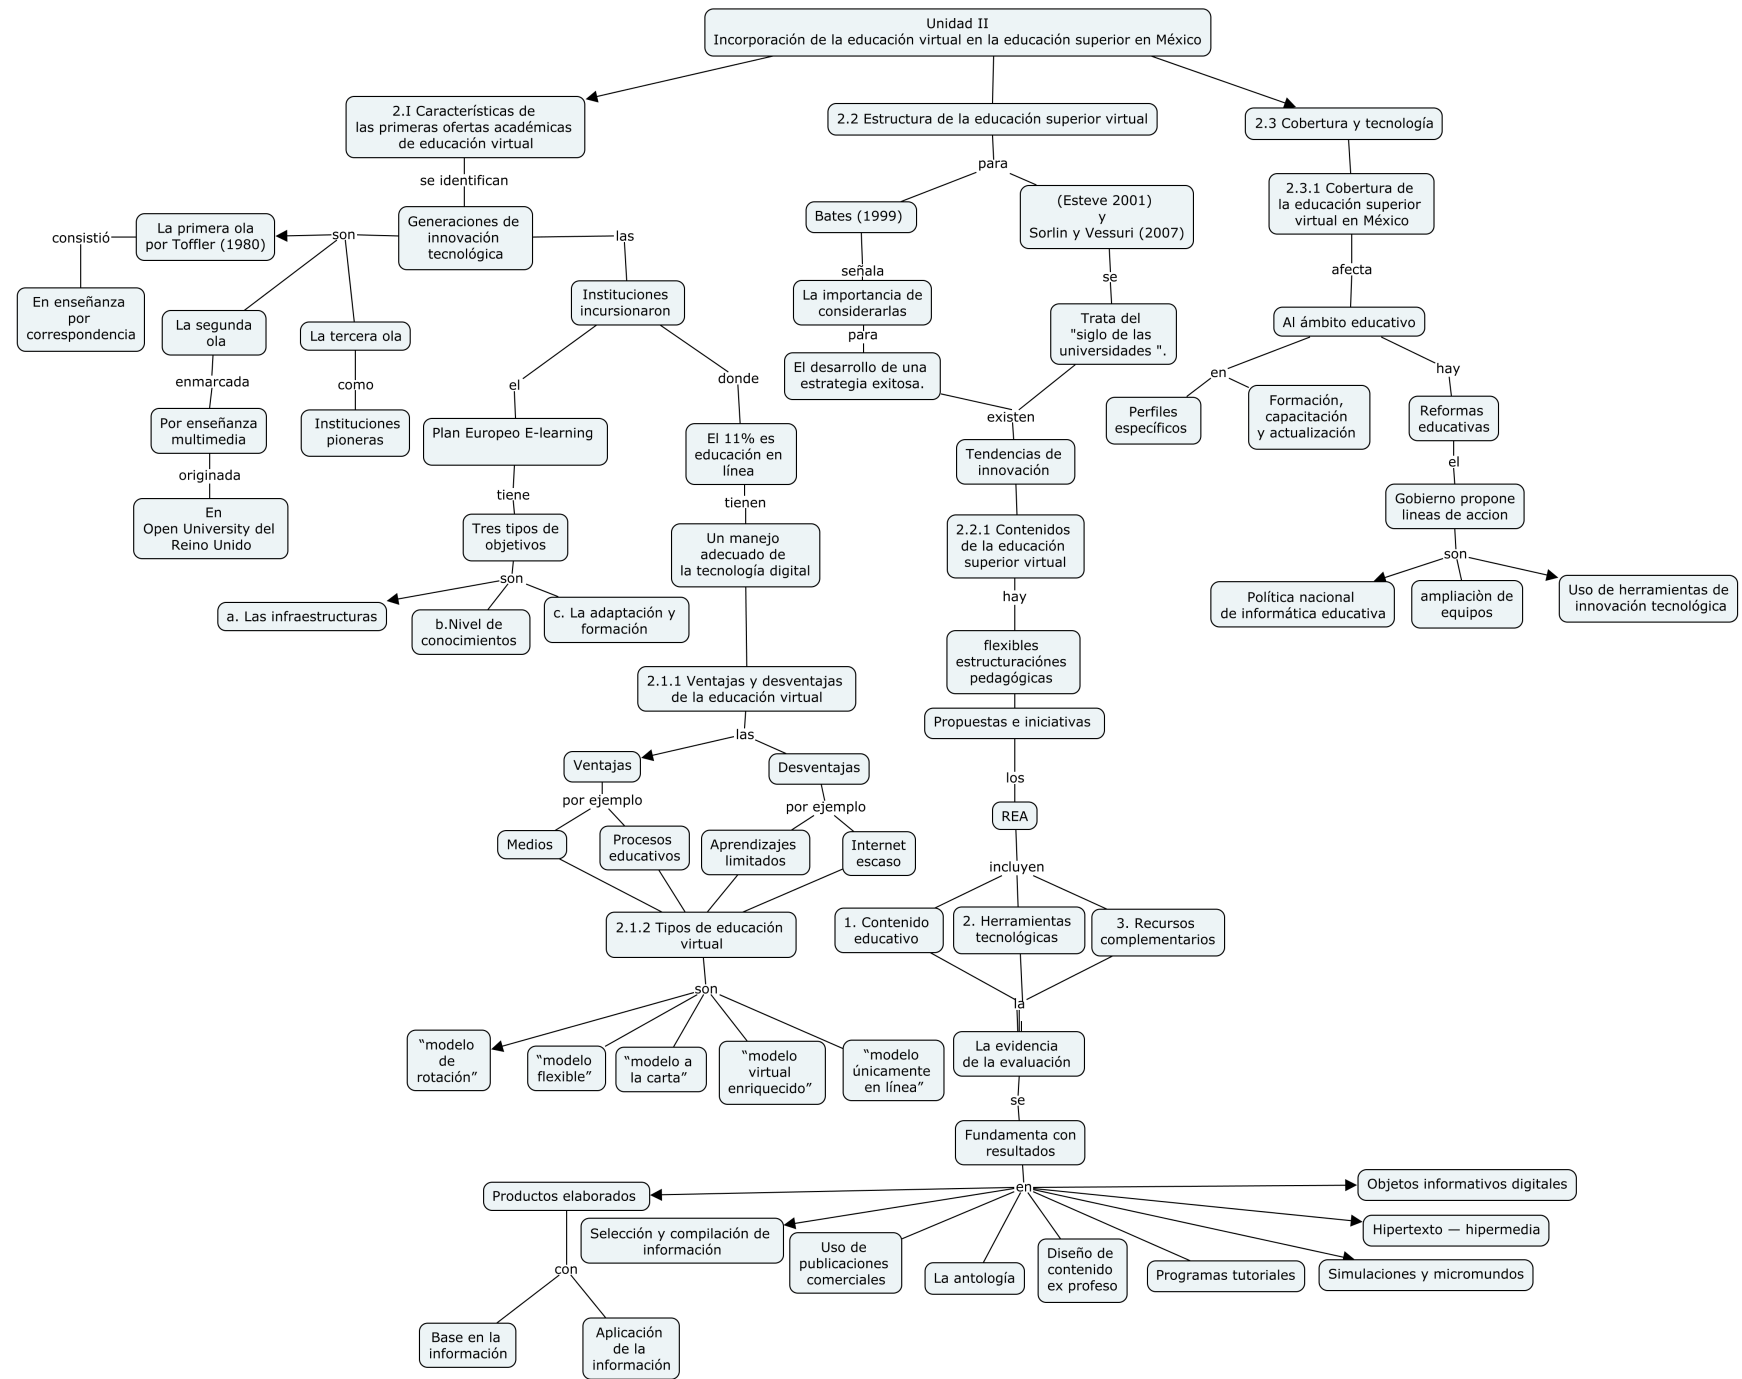 Unidad II
Incorporación de la educación virtual en la educación superior en México
2.I Características de
las primeras ofertas académicas
de educación virtual
se identifican
Generaciones de
innovación
tecnológica
son
La primera ola
por Toffler (1980)
consistió
En enseñanza
por
correspondencia
La segunda
ola
enmarcada
Por enseñanza
multimedia
originada
En
Open University del
Reino Unido
La tercera ola
como
Instituciones
pioneras
las
Instituciones
incursionaron
el
Plan Europeo E-learning
tiene
Tres tipos de
objetivos
son
a. Las infraestructuras
b.Nivel de
conocimientos
c. La adaptación y
formación
donde
El 11% es
educación en
línea
tienen
Un manejo
adecuado de
la tecnología digital
2.1.1 Ventajas y desventajas
de la educación virtual
las
Ventajas
por ejemplo
Medios
Procesos
educativos
Desventajas
por ejemplo
Aprendizajes
limitados
Internet
escaso
2.1.2 Tipos de educación
virtual
son
“modelo
de
rotación”
“modelo
flexible”
“modelo a
la carta”
“modelo
virtual
enriquecido”
“modelo
únicamente
en línea”
2.2 Estructura de la educación superior virtual
para
Bates (1999)
señala
La importancia de
considerarlas
para
El desarrollo de una
estrategia exitosa.
(Esteve 2001)
y
Sorlin y Vessuri (2007)
se
Trata del
"siglo de las
universidades ".
existen
Tendencias de
innovación
2.2.1 Contenidos
de la educación
superior virtual
hay
flexibles
estructuraciónes
pedagógicas
Propuestas e iniciativas
los
REA
incluyen
1. Contenido
educativo
2. Herramientas
tecnológicas
3. Recursos
complementarios
la
La evidencia
de la evaluación
se
Fundamenta con
resultados
en
Productos elaborados
con
Base en la
información
Aplicación
de la
información
Selección y compilación de
información
Uso de
publicaciones
comerciales
La antología
Diseño de
contenido
ex profeso
Programas tutoriales
Simulaciones y micromundos
Hipertexto — hipermedia
Objetos informativos digitales
2.3 Cobertura y tecnología
2.3.1 Cobertura de
la educación superior
virtual en México
afecta
Al ámbito educativo
en
Perfiles
específicos
Formación,
capacitación
y actualización
hay
Reformas
educativas
el
Gobierno propone
lineas de accion
son
Política nacional
de informática educativa
ampliaciòn de
equipos
Uso de herramientas de
innovación tecnológica